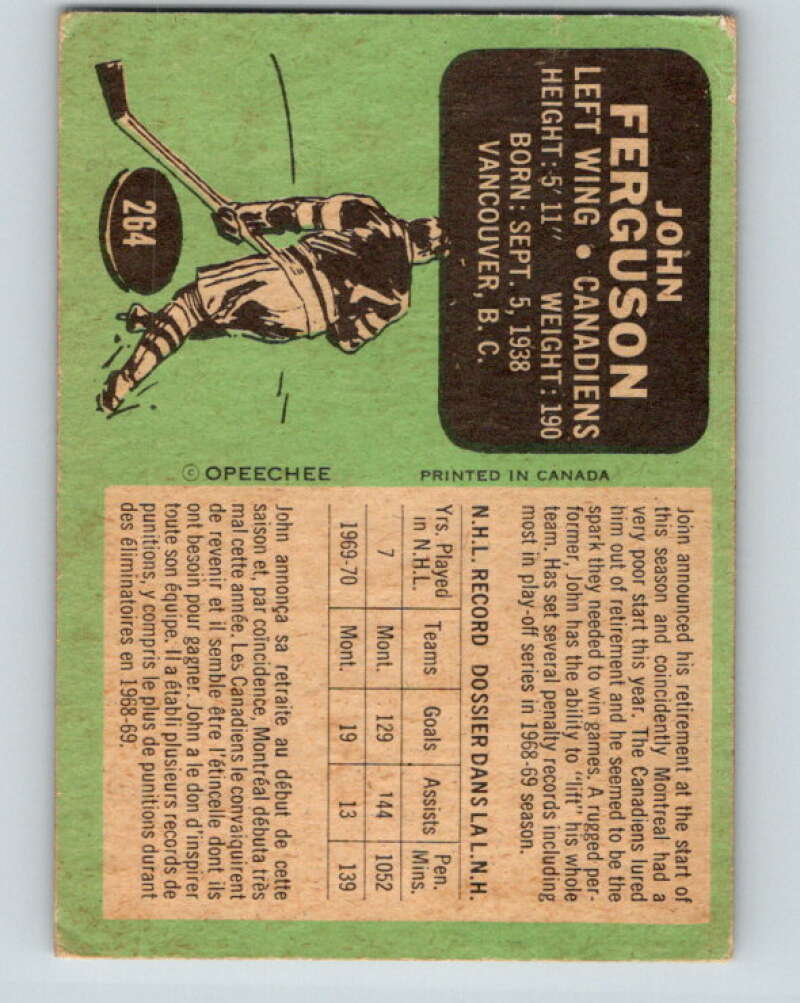 JOHN
FERGUSON
LEFT WING • CANADIENS
HEIGHT: 5'11" WEIGHT: 190
BORN: SEPT. 5, 1938
VANCOUVER, B.C.
264
© OPEECHEE
PRINTED IN CANADA
John announced his retirement at the start of
this season and coincidently Montreal had a
very poor start this year. The Canadiens lured
him out of retirement and he seemed to be the
spark they needed to win games. A rugged per-
former, John has the ability to "lift" his whole
team. Has set several penalty records including
most in play-off series in 1968-69 season.
N.H.L. RECORD DOSSIER DANS LA L.N.H.
Yrs. Played in N.H.L. Teams Goals Assists Pen. Mins.
7 Mont. 129 144 1052
1969-70 Mont. 19 13 139
John annonça sa retraite au début de cette
saison et, par coïncidence, Montréal débuta très
mal cette année. Les Canadiens le convaiquirent
de revenir et il semble être l'étincelle dont ils
ont besoin pour gagner. John a le don d'inspirer
toute son équipe. Il a établi plusieurs records de
punitions, y compris le plus de punitions durant
des éliminatoires en 1968-69.